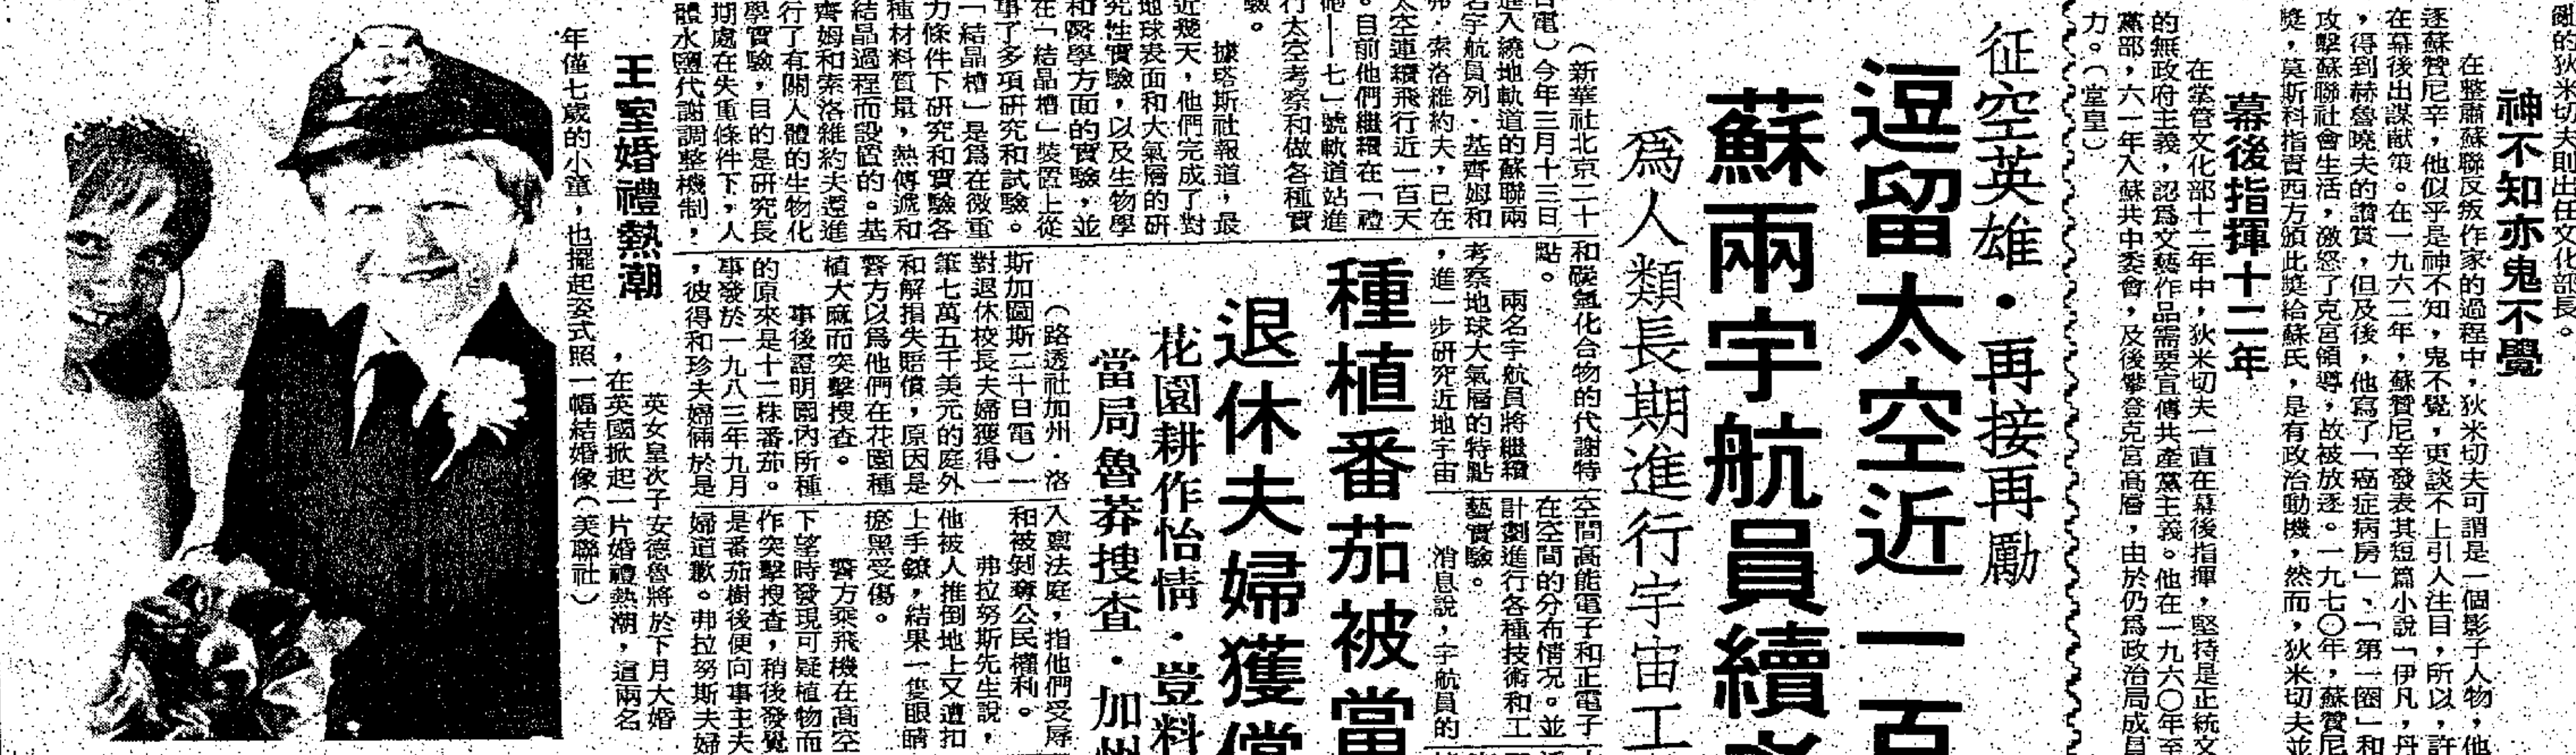 亂的狄米切夫則出任文化部長。
神不知亦鬼不覺
在整肅蘇聯反叛作家的過程中，狄米切夫可謂是一個影子人物，他
逐蘇贊尼辛，他似乎是神不知，鬼不覺，更談不上引人注目，所以，許
在幕後出謀献策。在一九六二年，蘇贊尼辛發表其短篇小說「伊凡，丹
，得到赫魯曉夫的讚賞，但及後，他寫了「癌症病房」、「第一圈」和
攻擊蘇聯社會生活，激怒了克宮領導，故被放逐。一九七〇年，蘇贊尼
獎，莫斯科指責西方頒此獎給蘇氏，是有政治動機，然而，狄米切夫並
幕後指揮十二年
在掌管文化部十二年中，狄米切夫一直在幕後指揮，堅持是正統文
的無政府主義，認爲文藝作品需要宣傳共產黨主義。他在一九六〇年至
黨部，六一年入蘇共中委會，及後攀登克宮高層，由於仍爲政治局成員
力。（堂皇）
征空英雄·再接再勵
逗留太空近一百
蘇兩宇航員續
爲人類長期進行宇宙工
（新華社北京二十
日電）今年三月十三日
進入繞地軌道的蘇聯兩
名宇航員列·基齊姆和
弗·索洛維約夫，已在
太空連續飛行近一百天
。目前他們繼續在「禮
砲——七」號軌道站進
行太空考察和做各種實
驗。
據塔斯社報道，最
近幾天，他們完成了對
地球表面和大氣層的研
究性實驗，以及生物學
和醫學方面的實驗，並
在「結晶槽」裝置上從
事了多項研究和試驗。
「結晶槽」是爲在微重
力條件下研究和實驗各
種材料質量，熱傳遞和
結晶過程而設置的。基
齊姆和索洛維約夫還進
行了有關人體的生物化
學實驗，目的是研究長
期處在失重條件下，人
體水鹽代謝調整機制，
和碳氫化合物的代謝特
點。
兩名宇航員將繼續
考察地球大氣層的特點
，進一步研究近地宇宙
空間高能電子和正電子
在空間的分布情况。並
計劃進行各種技術和工
藝實驗。
消息說，宇航員的
種植番茄被當
退休夫婦獲償
花園耕作怡情·豈料
當局魯莽搜查·加州
（路透社加州·洛
斯加圖斯二十日電）一
對退休校長夫婦獲得一
筆七萬五千美元的庭外
和解損失賠償，原因是
警方以爲他們在花園種
植大麻而突擊搜查。
事後證明園內所種
的原來是十二株番茄。
事發於一九八三年九月
，彼得和珍夫婦倆於是
入禀法庭，指他們受辱
和被剝奪公民權利。
弗拉努斯先生說，
他被人推倒地上又遭扣
上手鐐，結果一隻眼睛
瘀黑受傷。
警方乘飛機在高空
下望時發現可疑植物而
作突擊搜查，稍後發覺
是番茄樹後便向事主夫
婦道歉。弗拉努斯夫婦
王室婚禮熱潮
英女皇次子安德魯將於下月大婚
，在英國掀起一片婚禮熱潮，這兩名
年僅七歲的小童，也擺起姿式照一幅結婚像（美聯社）